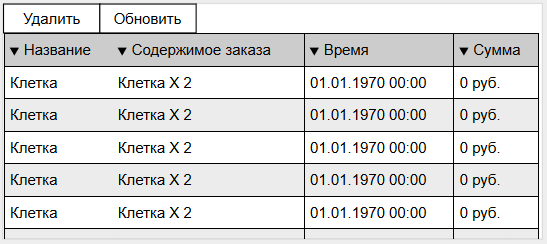 Удалить Обновить
▼ Название ▼ Содержимое заказа ▼ Время ▼ Сумма
Клетка Клетка X 2 01.01.1970 00:00 0 руб.
Клетка Клетка X 2 01.01.1970 00:00 0 руб.
Клетка Клетка X 2 01.01.1970 00:00 0 руб.
Клетка Клетка X 2 01.01.1970 00:00 0 руб.
Клетка Клетка X 2 01.01.1970 00:00 0 руб.